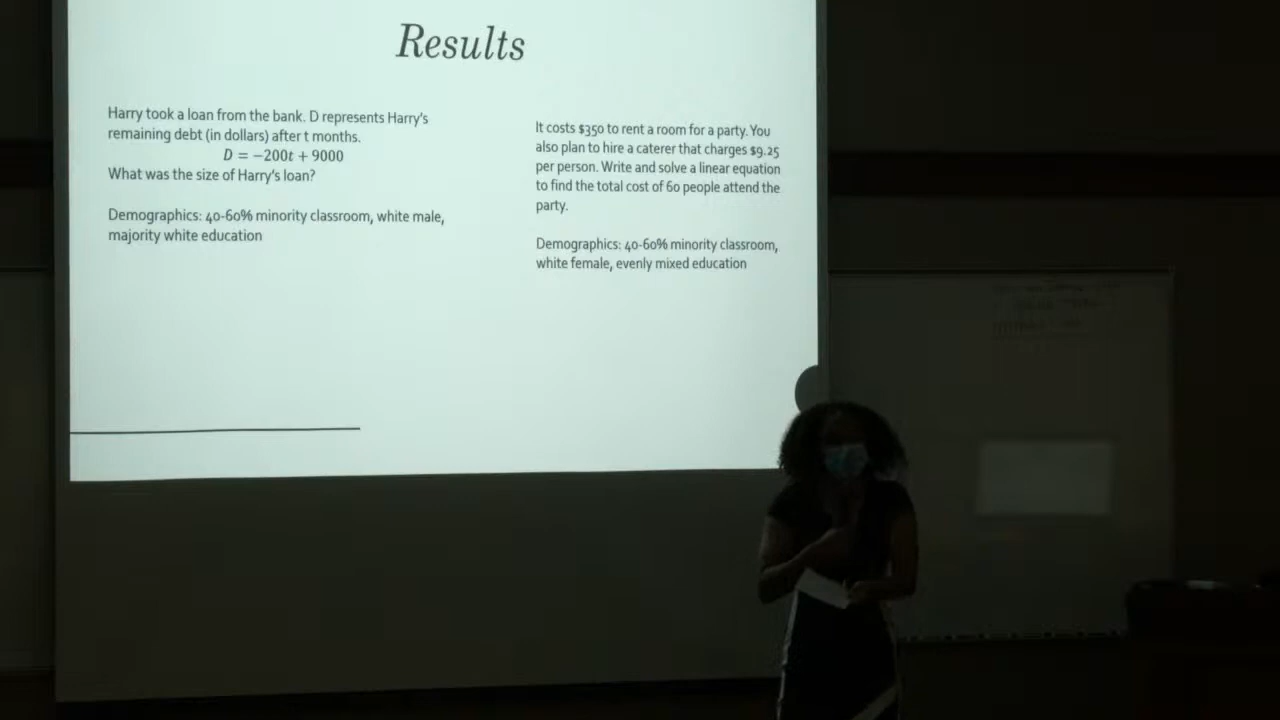 Results
Harry took a loan from the bank. D represents Harry's
remaining debt (in dollars) after t months.
D = −200t + 9000
What was the size of Harry's loan?
Demographics: 40-60% minority classroom, white male,
majority white education
It costs $350 to rent a room for a party. You
also plan to hire a caterer that charges $9.25
per person. Write and solve a linear equation
to find the total cost of 60 people attend the
party.
Demographics: 40-60% minority classroom,
white female, evenly mixed education